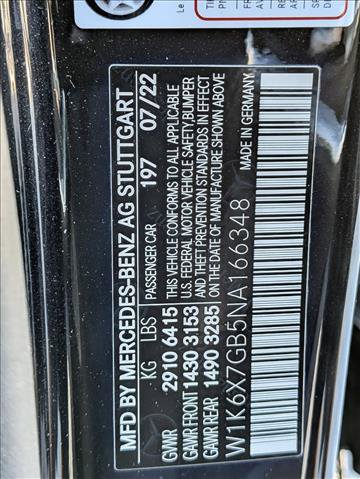 MFD BY MERCEDES-BENZ AG STUTTGART
KG LBS PASSENGER CAR 197 07/22
GVWR 2910 6415 THIS VEHICLE CONFORMS TO ALL APPLICABLE
GAWR FRONT 1430 3153 U.S. FEDERAL MOTOR VEHICLE SAFETY,BUMPER
GAWR REAR 1490 3285 AND THEFT PREVENTION STANDARDS IN EFFECT
ON THE DATE OF MANUFACTURE SHOWN ABOVE
W1K6X7GB5NA166348 MADE IN GERMANY
Le